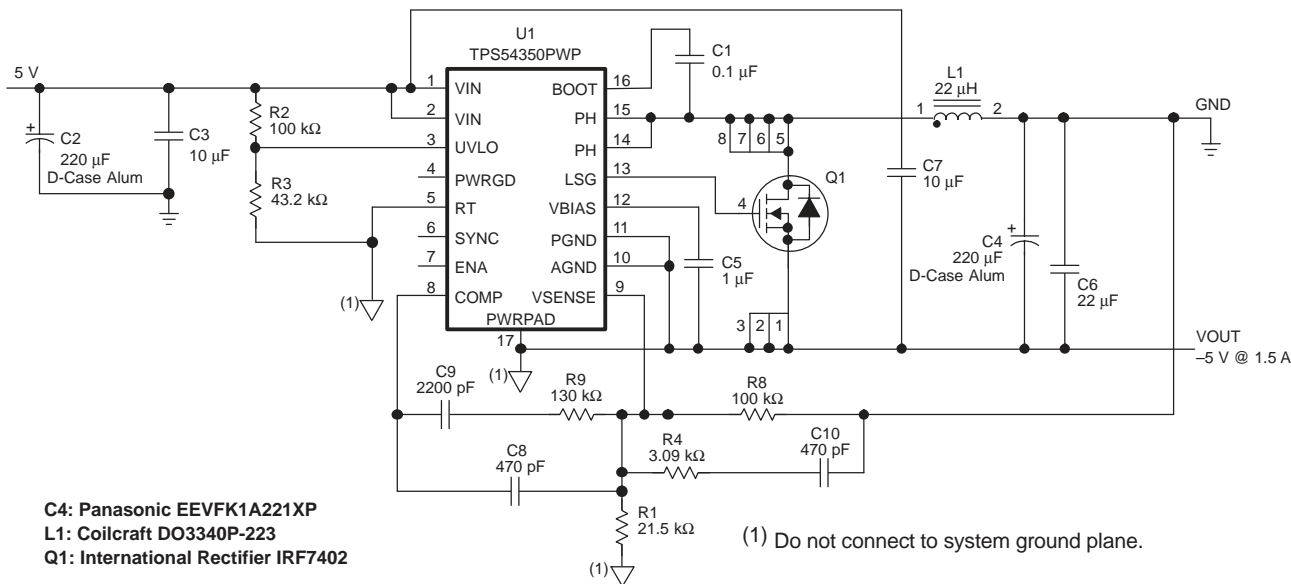 U1
TPS54350PWP
5 V
C2
220 µF
D-Case Alum
+
C3
10 µF
R2
100 kΩ
R3
43.2 kΩ
1 VIN
2 VIN
3 UVLO
4 PWRGD
5 RT
6 SYNC
7 ENA
8 COMP
BOOT 16
PH 15
PH 14
LSG 13
VBIAS 12
PGND 11
AGND 10
VSENSE 9
PWRPAD
17
(1)
(1)
C1
0.1 µF
8 7 6 5
4
Q1
3 2 1
C5
1 µF
C7
10 µF
L1
22 µH
1 2
GND
+
C4
220 µF
D-Case Alum
C6
22 µF
VOUT
–5 V @ 1.5 A
C9
2200 pF
R9
130 kΩ
R8
100 kΩ
C8
470 pF
R4
3.09 kΩ
C10
470 pF
R1
21.5 kΩ
(1)
C4: Panasonic EEVFK1A221XP
L1: Coilcraft DO3340P-223
Q1: International Rectifier IRF7402
(1) Do not connect to system ground plane.